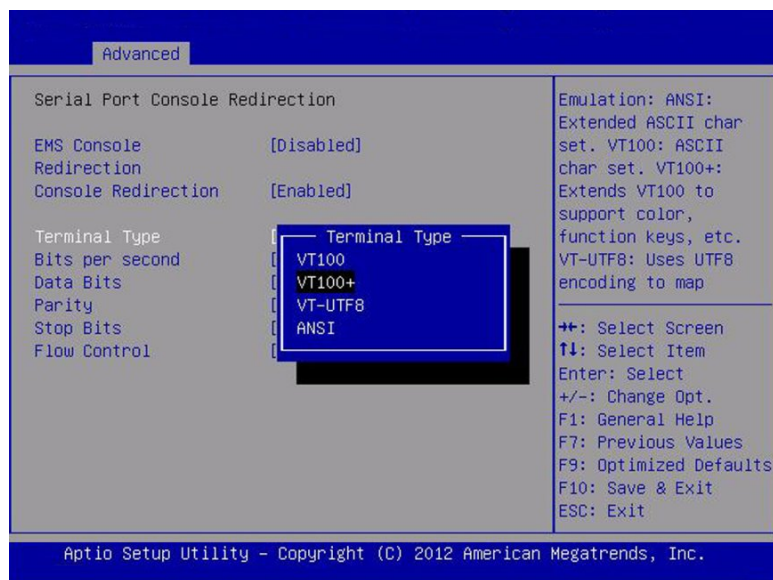 Advanced
Serial Port Console Redirection
EMS Console [Disabled]
Redirection
Console Redirection [Enabled]
Terminal Type [
Bits per second [
Data Bits [
Parity [
Stop Bits [
Flow Control [
Terminal Type
VT100
VT100+
VT-UTF8
ANSI
Emulation: ANSI:
Extended ASCII char
set. VT100: ASCII
char set. VT100+:
Extends VT100 to
support color,
function keys, etc.
VT-UTF8: Uses UTF8
encoding to map
→←: Select Screen
↑↓: Select Item
Enter: Select
+/-: Change Opt.
F1: General Help
F7: Previous Values
F9: Optimized Defaults
F10: Save & Exit
ESC: Exit
Aptio Setup Utility – Copyright (C) 2012 American Megatrends, Inc.